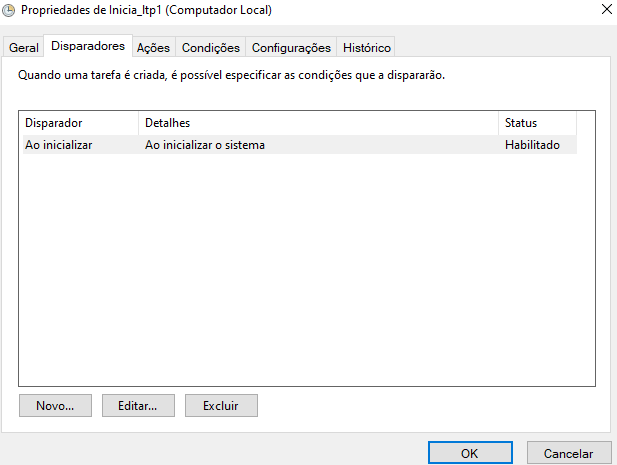 Propriedades de Inicia_ltp1 (Computador Local)
Geral Disparadores Ações Condições Configurações Histórico
Quando uma tarefa é criada, é possível especificar as condições que a dispararão.
Disparador Detalhes Status
Ao inicializar Ao inicializar o sistema Habilitado
Novo... Editar... Excluir
OK Cancelar